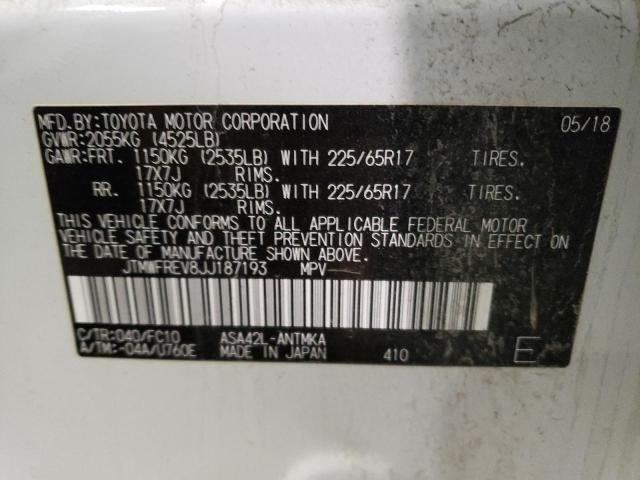 MFD.BY:TOYOTA MOTOR CORPORATION 05/18
GVWR:2055KG (4525LB)
GAWR:FRT. 1150KG (2535LB) WITH 225/65R17 TIRES.
17X7J RIMS.
RR. 1150KG (2535LB) WITH 225/65R17 TIRES.
17X7J RIMS.
THIS VEHICLE CONFORMS TO ALL APPLICABLE FEDERAL MOTOR
VEHICLE SAFETY AND THEFT PREVENTION STANDARDS IN EFFECT ON
THE DATE OF MANUFACTURE SHOWN ABOVE.
JTMWFREV8JJ187193 MPV
C/TR:040/FC10 ASA42L-ANTMKA
A/TM:-04A/U760E MADE IN JAPAN 410 E